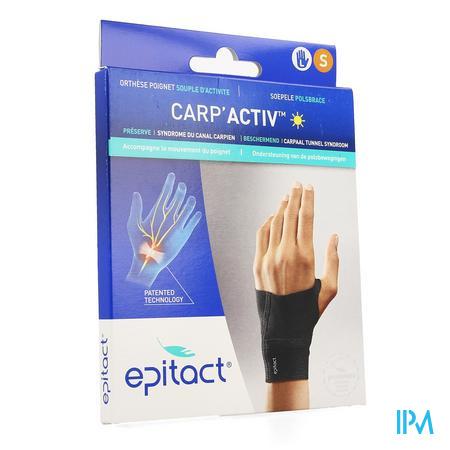 S
ORTHÈSE POIGNET SOUPLE D'ACTIVITÉ
SOEPELE POLSBRACE
CARP'ACTIV™
PRÉSERVE | SYNDROME DU CANAL CARPIEN
BESCHERMEND | CARPAAL TUNNEL SYNDROOM
Accompagne le mouvement du poignet
Ondersteuning van de polsbewegingen
PATENTED
TECHNOLOGY
epitact®
epitact
IPM